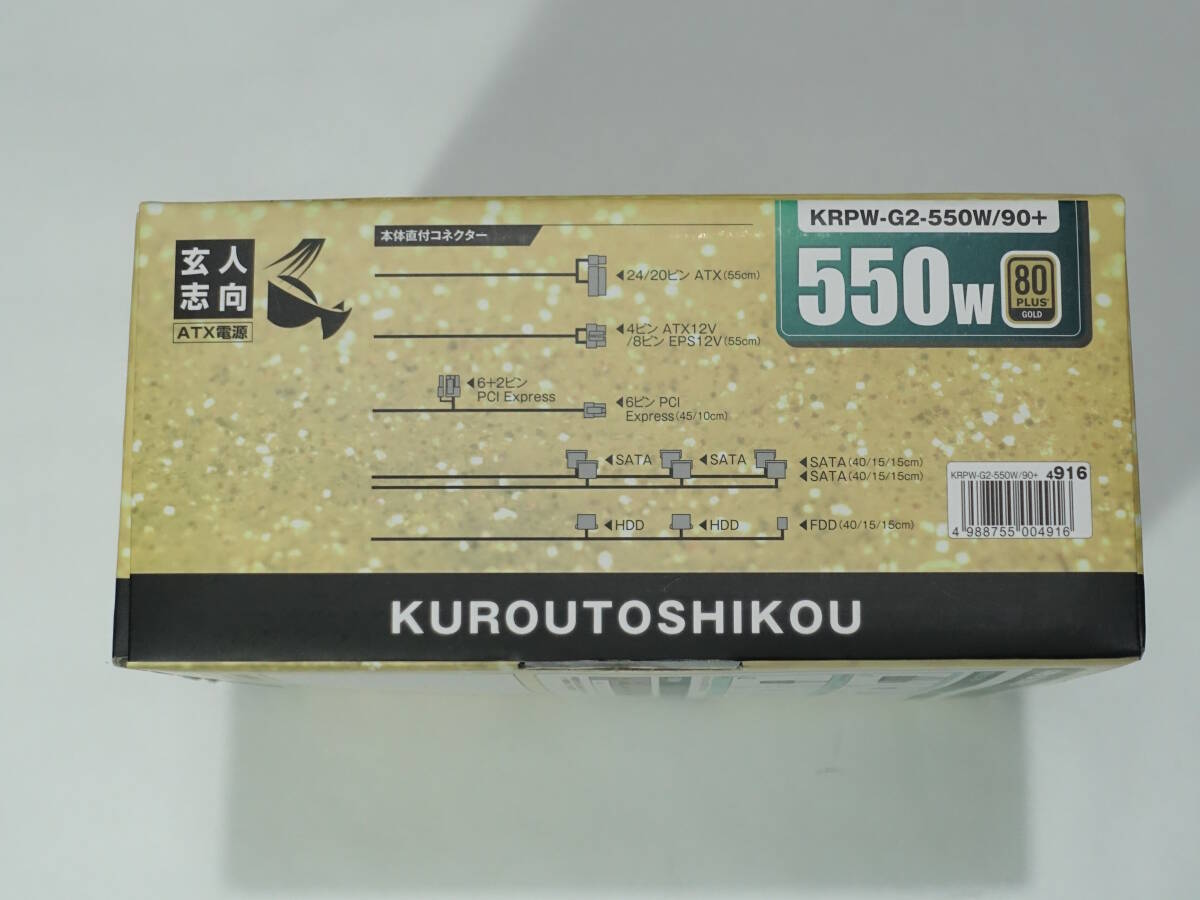 玄人
志向
ATX電源
本体直付コネクター
KRPW-G2-550W/90+
550W
80
PLUS
GOLD
◀24/20ピン ATX(55cm)
◀4ピン ATX12V
/8ピン EPS12V(55cm)
◀6+2ピン
PCI Express
◀6ピン PCI
Express(45/10cm)
◀SATA ◀SATA ◀SATA(40/15/15cm)
◀SATA(40/15/15cm)
◀HDD ◀HDD ◀FDD(40/15/15cm)
KRPW-G2-550W/90+ 4916
4 988755 004916
KUROUTOSHIKOU